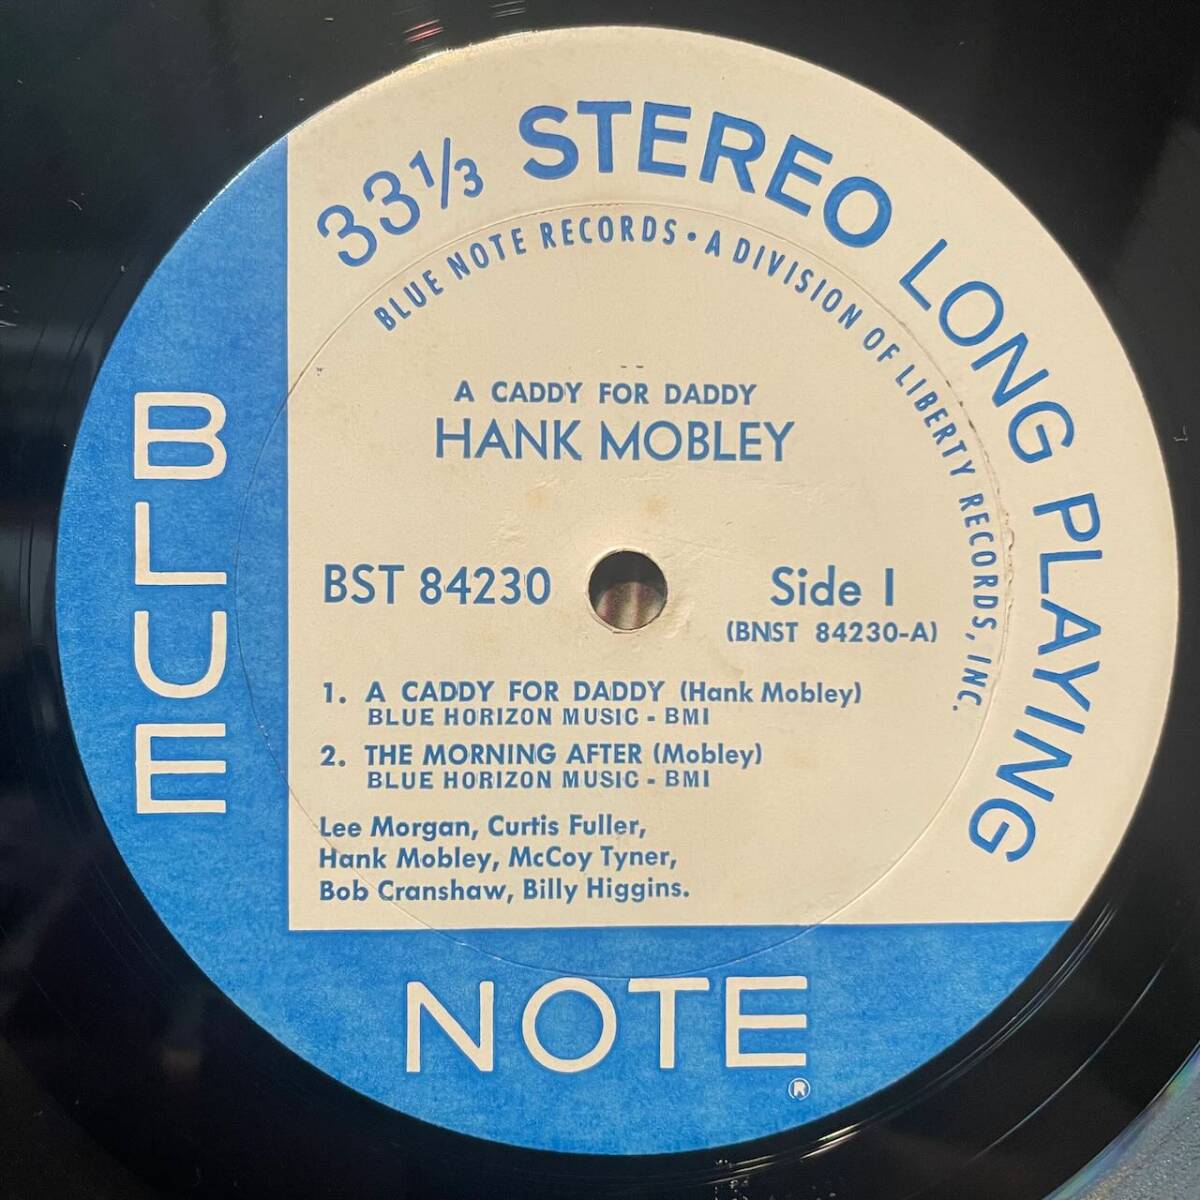 33 1/3 STEREO LONG PLAYING
BLUE NOTE RECORDS • A DIVISION OF LIBERTY RECORDS, INC.
A CADDY FOR DADDY
HANK MOBLEY
BST 84230
Side I
(BNST 84230-A)
1. A CADDY FOR DADDY (Hank Mobley)
BLUE HORIZON MUSIC - BMI
2. THE MORNING AFTER (Mobley)
BLUE HORIZON MUSIC - BMI
Lee Morgan, Curtis Fuller,
Hank Mobley, McCoy Tyner,
Bob Cranshaw, Billy Higgins.
BLUE
NOTE®